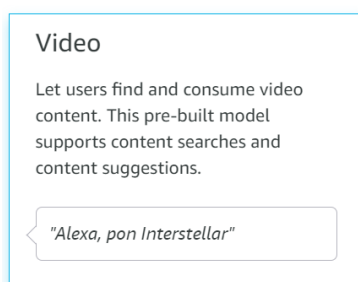 Video
Let users find and consume video
content. This pre-built model
supports content searches and
content suggestions.
"Alexa, pon Interstellar"